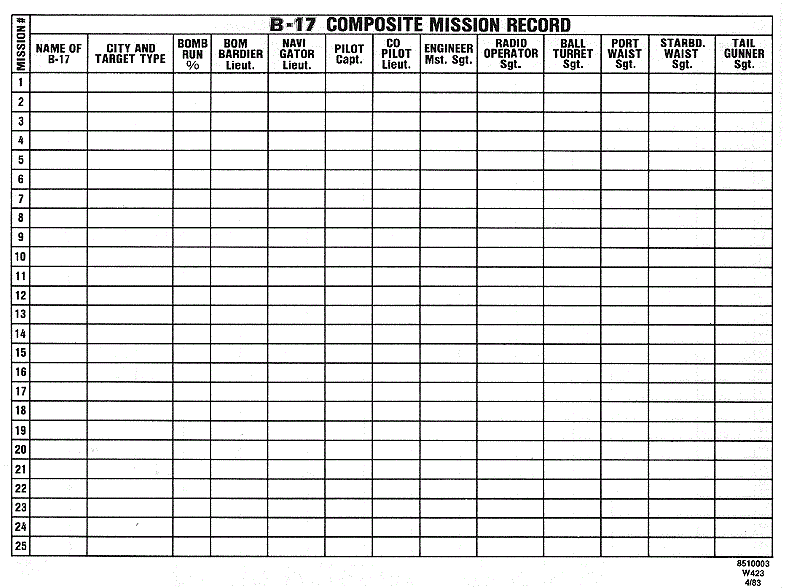 B-17 COMPOSITE MISSION RECORD
MISSION #
NAME OF
B-17
CITY AND
TARGET TYPE
BOMB
RUN
%
BOM
BARDIER
Lieut.
NAVI
GATOR
Lieut.
PILOT
Capt.
CO
PILOT
Lieut.
ENGINEER
Mst. Sgt.
RADIO
OPERATOR
Sgt.
BALL
TURRET
Sgt.
PORT
WAIST
Sgt.
STARBD.
WAIST
Sgt.
TAIL
GUNNER
Sgt.
1
2
3
4
5
6
7
8
9
10
11
12
13
14
15
16
17
18
19
20
21
22
23
24
25
8510003
W423
4/83